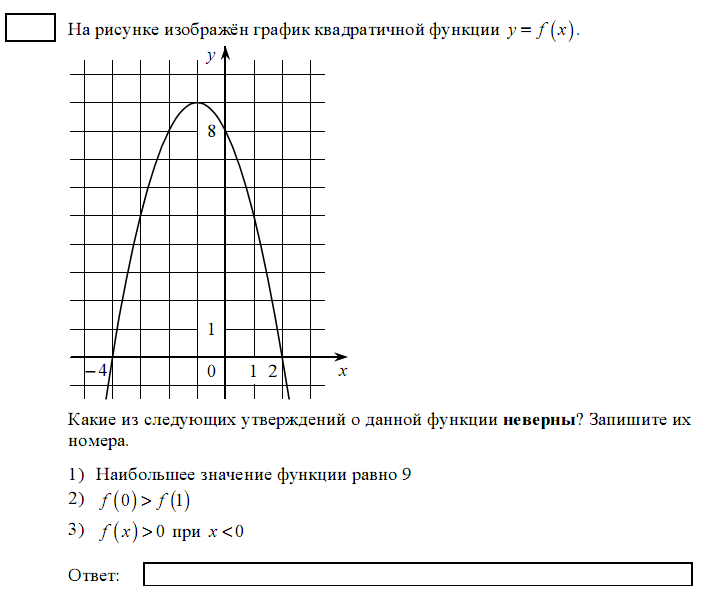 На рисунке изображён график квадратичной функции y = f(x).
y
8
1
−4 0 1 2 x
Какие из следующих утверждений о данной функции неверны? Запишите их
номера.
1) Наибольшее значение функции равно 9
2) f(0) > f(1)
3) f(x) > 0 при x < 0
Ответ: